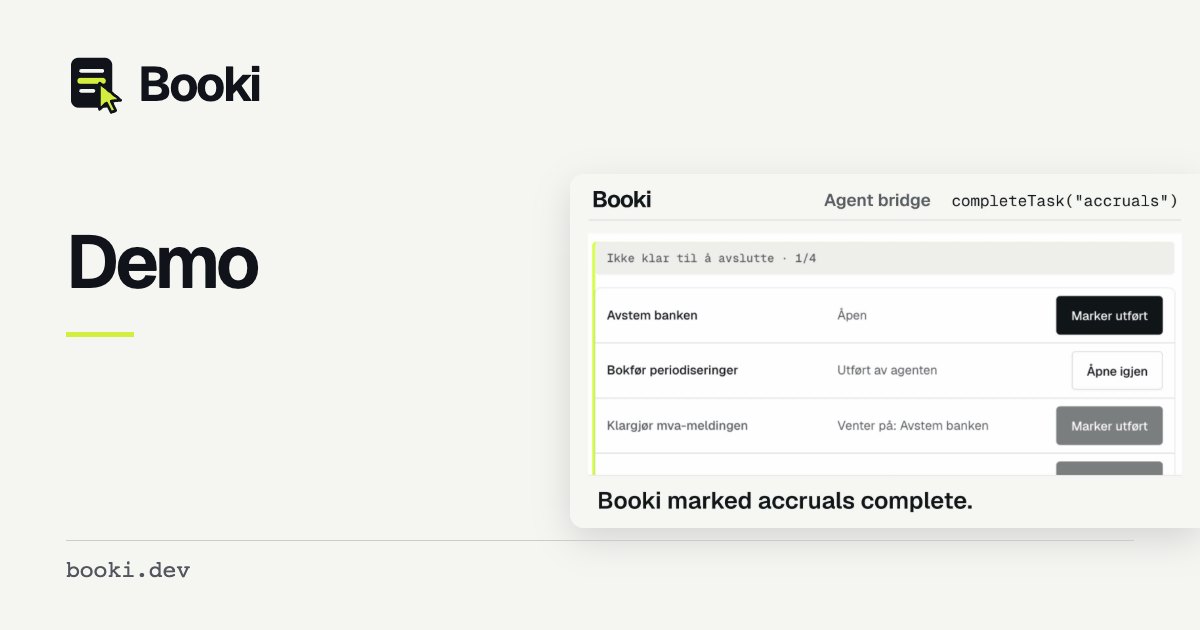 Booki
Demo
Booki Agent bridge completeTask("accruals")
Ikke klar til å avslutte · 1/4
Avstem banken Åpen Marker utført
Bokfør periodiseringer Utført av agenten Åpne igjen
Klargjør mva-meldingen Venter på: Avstem banken Marker utført
Booki marked accruals complete.
booki.dev